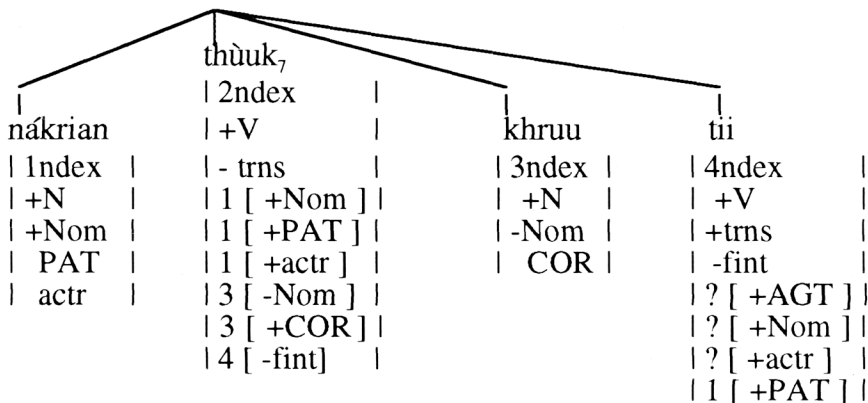 thùuk₇
| 2ndex |
nákrian | +V | khruu tii
| 1ndex | | - trns | | 3ndex | | 4ndex |
| +N | | 1 [ +Nom ] | | +N | | +V |
| +Nom | | 1 [ +PAT ] | | -Nom | | +trns |
| PAT | | 1 [ +actr ] | | COR | | -fint |
| actr | | 3 [ -Nom ] | | ? [ +AGT ] |
| 3 [ +COR ] | | ? [ +Nom ] |
| 4 [ -fint] | | ? [ +actr ] |
| 1 [ +PAT ] |